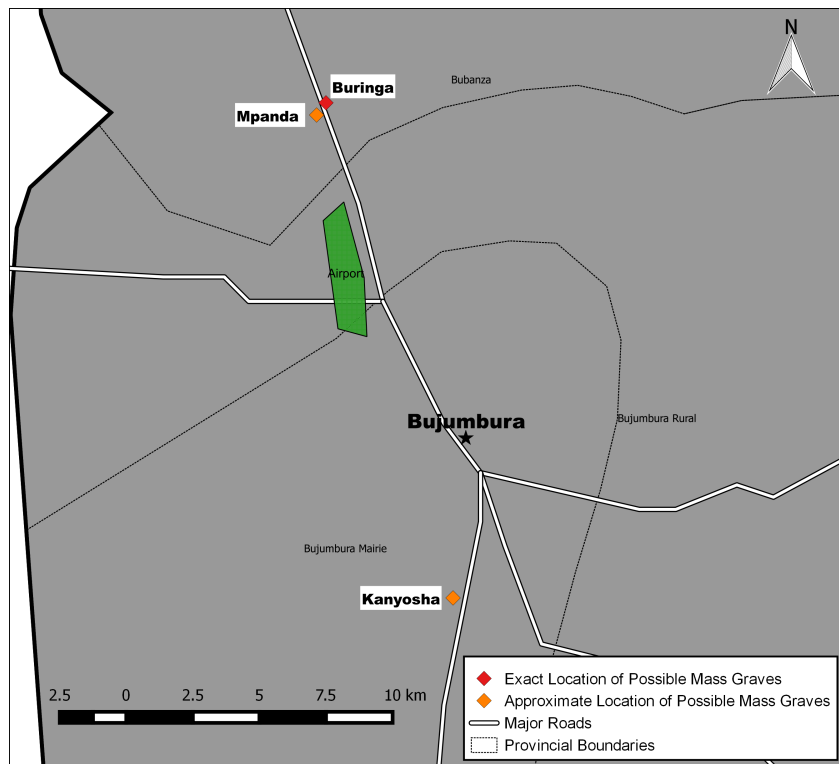 N
Bubanza
Buringa
Mpanda
Airport
Bujumbura
Bujumbura Rural
Bujumbura Mairie
Kanyosha
Exact Location of Possible Mass Graves
Approximate Location of Possible Mass Graves
Major Roads
Provincial Boundaries
2.5 0 2.5 5 7.5 10 km